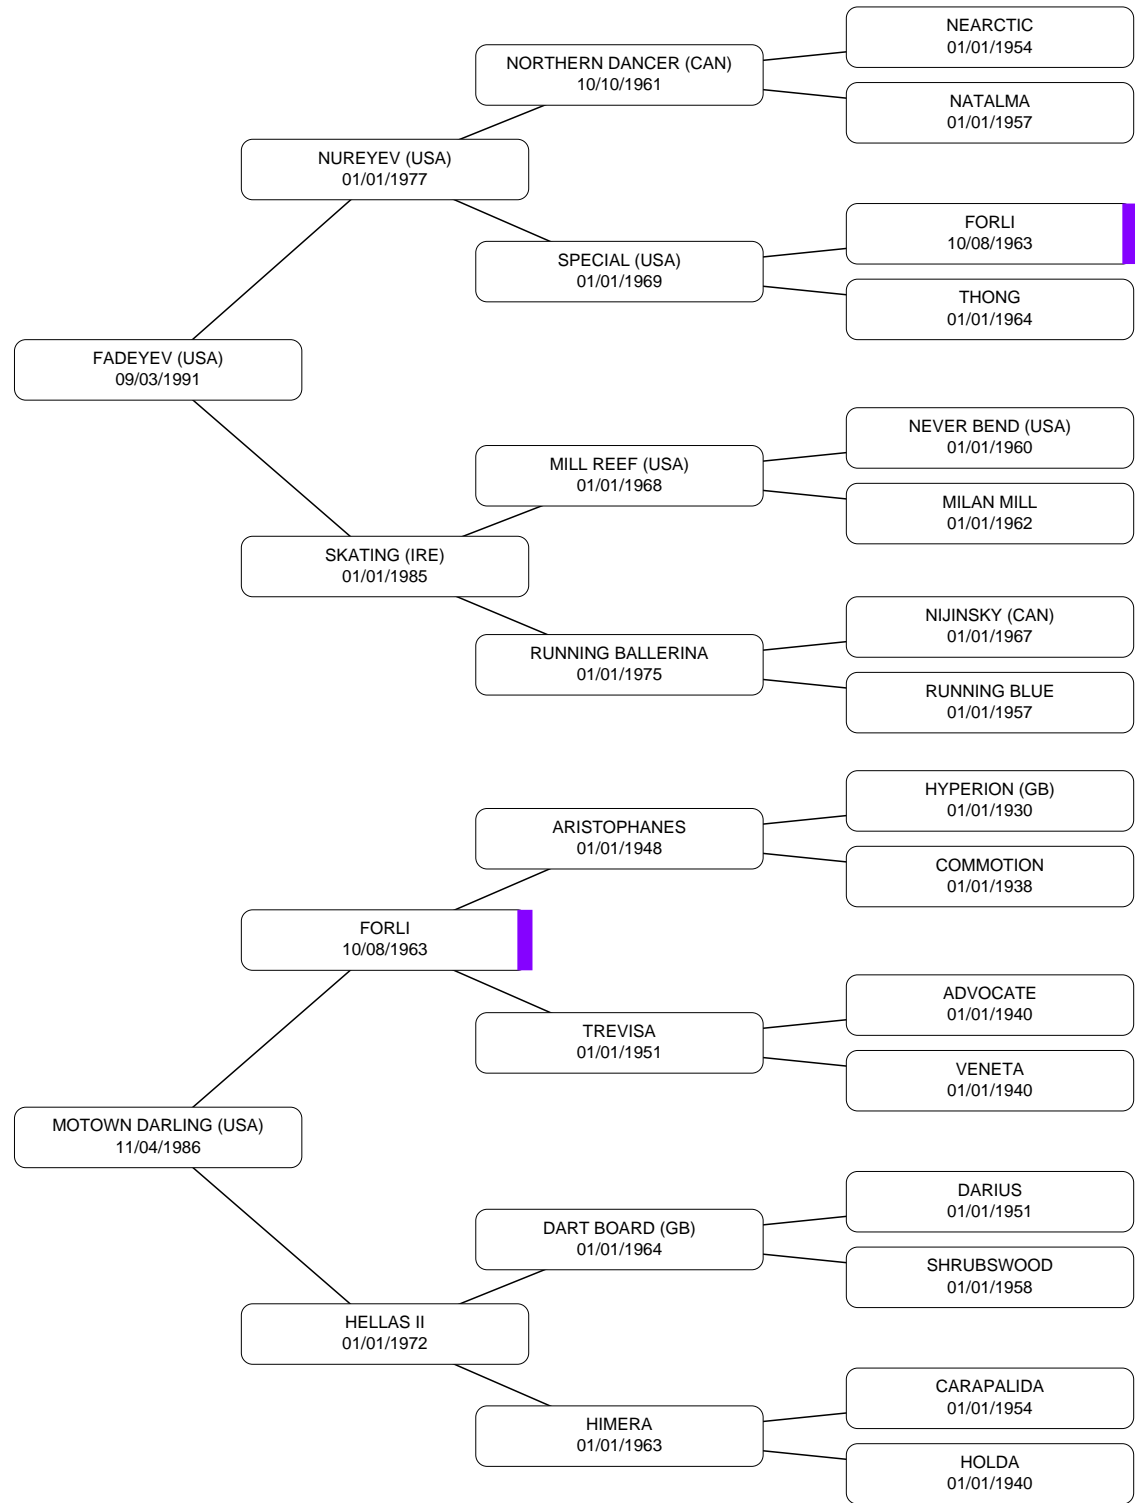 NEARCTIC
01/01/1954
NORTHERN DANCER (CAN)
10/10/1961
NATALMA
01/01/1957
NUREYEV (USA)
01/01/1977
FORLI
10/08/1963
SPECIAL (USA)
01/01/1969
THONG
01/01/1964
FADEYEV (USA)
09/03/1991
NEVER BEND (USA)
01/01/1960
MILL REEF (USA)
01/01/1968
MILAN MILL
01/01/1962
SKATING (IRE)
01/01/1985
NIJINSKY (CAN)
01/01/1967
RUNNING BALLERINA
01/01/1975
RUNNING BLUE
01/01/1957
HYPERION (GB)
01/01/1930
ARISTOPHANES
01/01/1948
COMMOTION
01/01/1938
FORLI
10/08/1963
ADVOCATE
01/01/1940
TREVISA
01/01/1951
VENETA
01/01/1940
MOTOWN DARLING (USA)
11/04/1986
DARIUS
01/01/1951
DART BOARD (GB)
01/01/1964
SHRUBSWOOD
01/01/1958
HELLAS II
01/01/1972
CARAPALIDA
01/01/1954
HIMERA
01/01/1963
HOLDA
01/01/1940